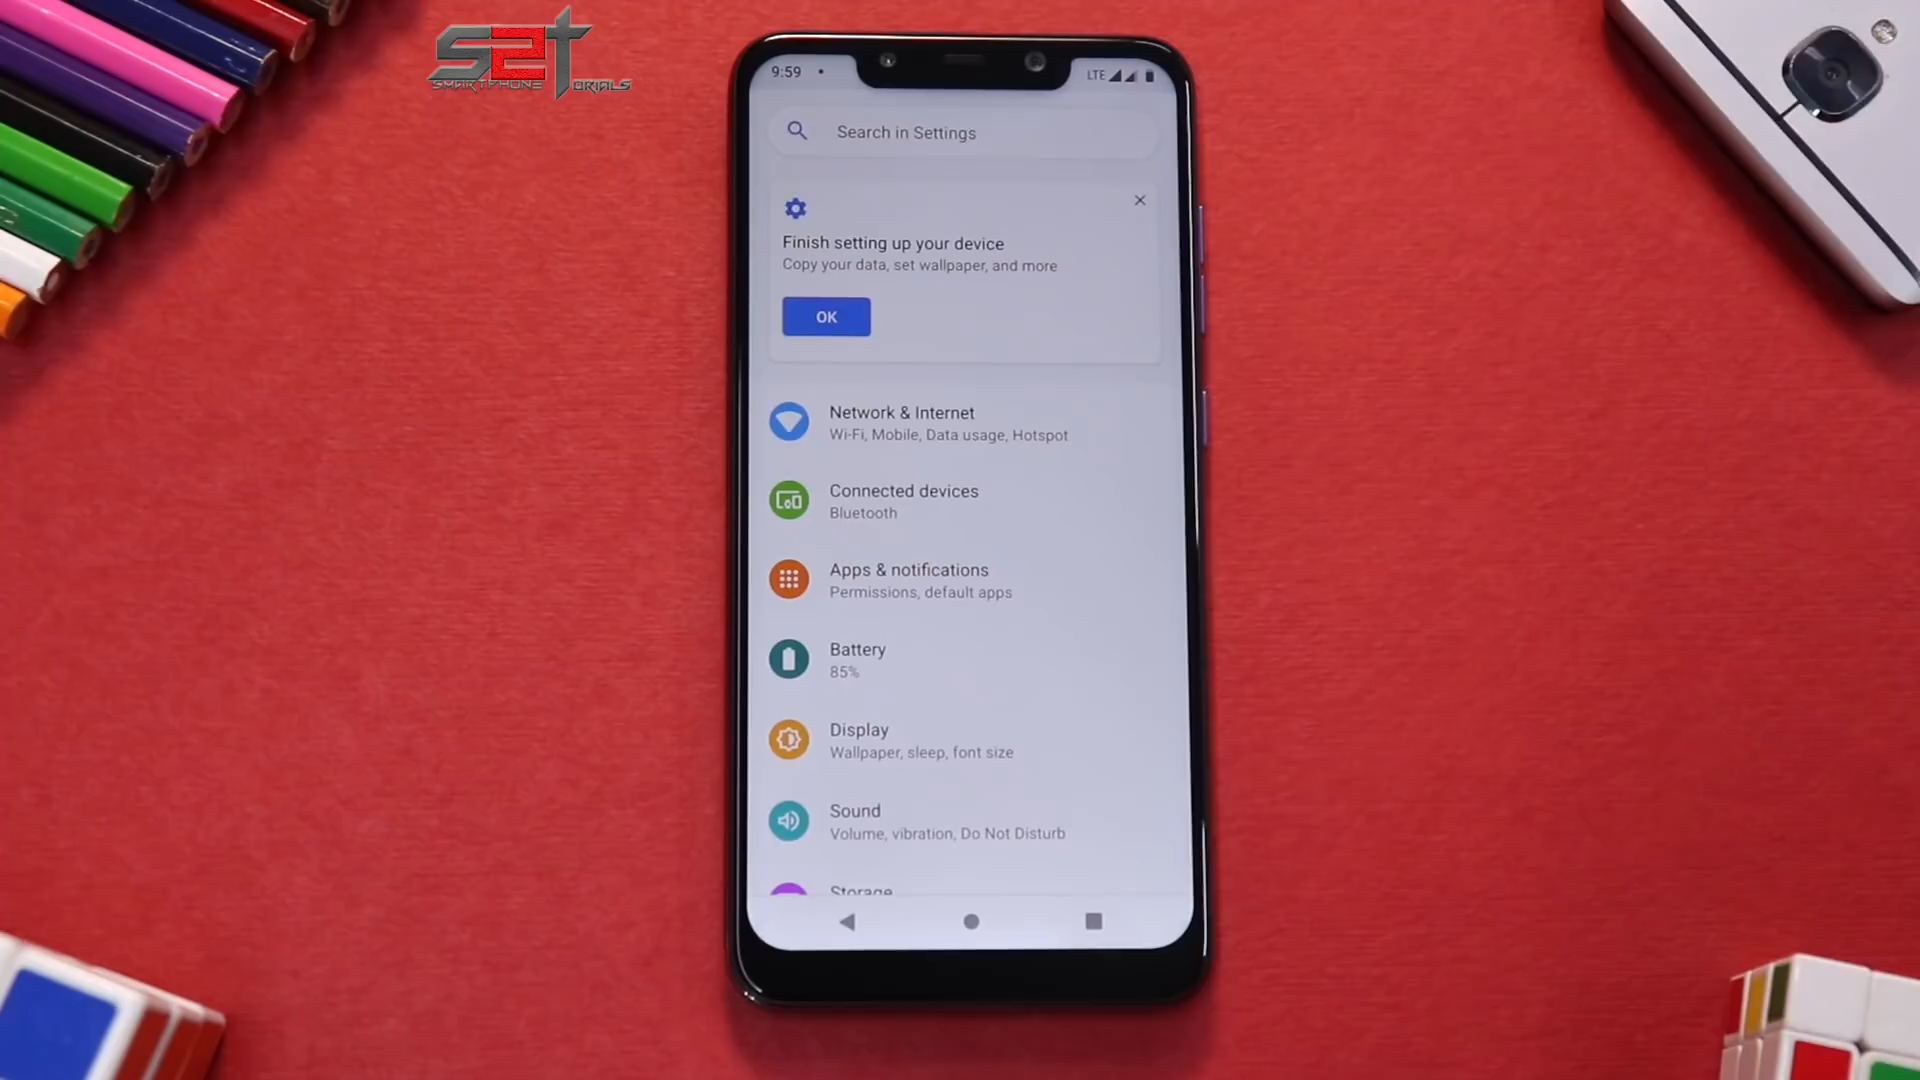 S2T
SMARTPHONE TORIALS
9:59
LTE
Search in Settings
Finish setting up your device
Copy your data, set wallpaper, and more
OK
Network & Internet
Wi-Fi, Mobile, Data usage, Hotspot
Connected devices
Bluetooth
Apps & notifications
Permissions, default apps
Battery
85%
Display
Wallpaper, sleep, font size
Sound
Volume, vibration, Do Not Disturb
Storage